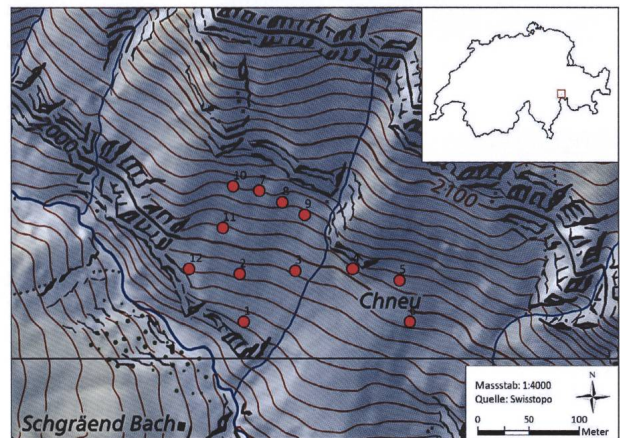 2000
10
7
8
9
2100
11
12
2
3
4
5
Chneu
6
1
Schgräend Bach
Massstab: 1:4000
Quelle: Swisstopo
N
0 50 100
Meter